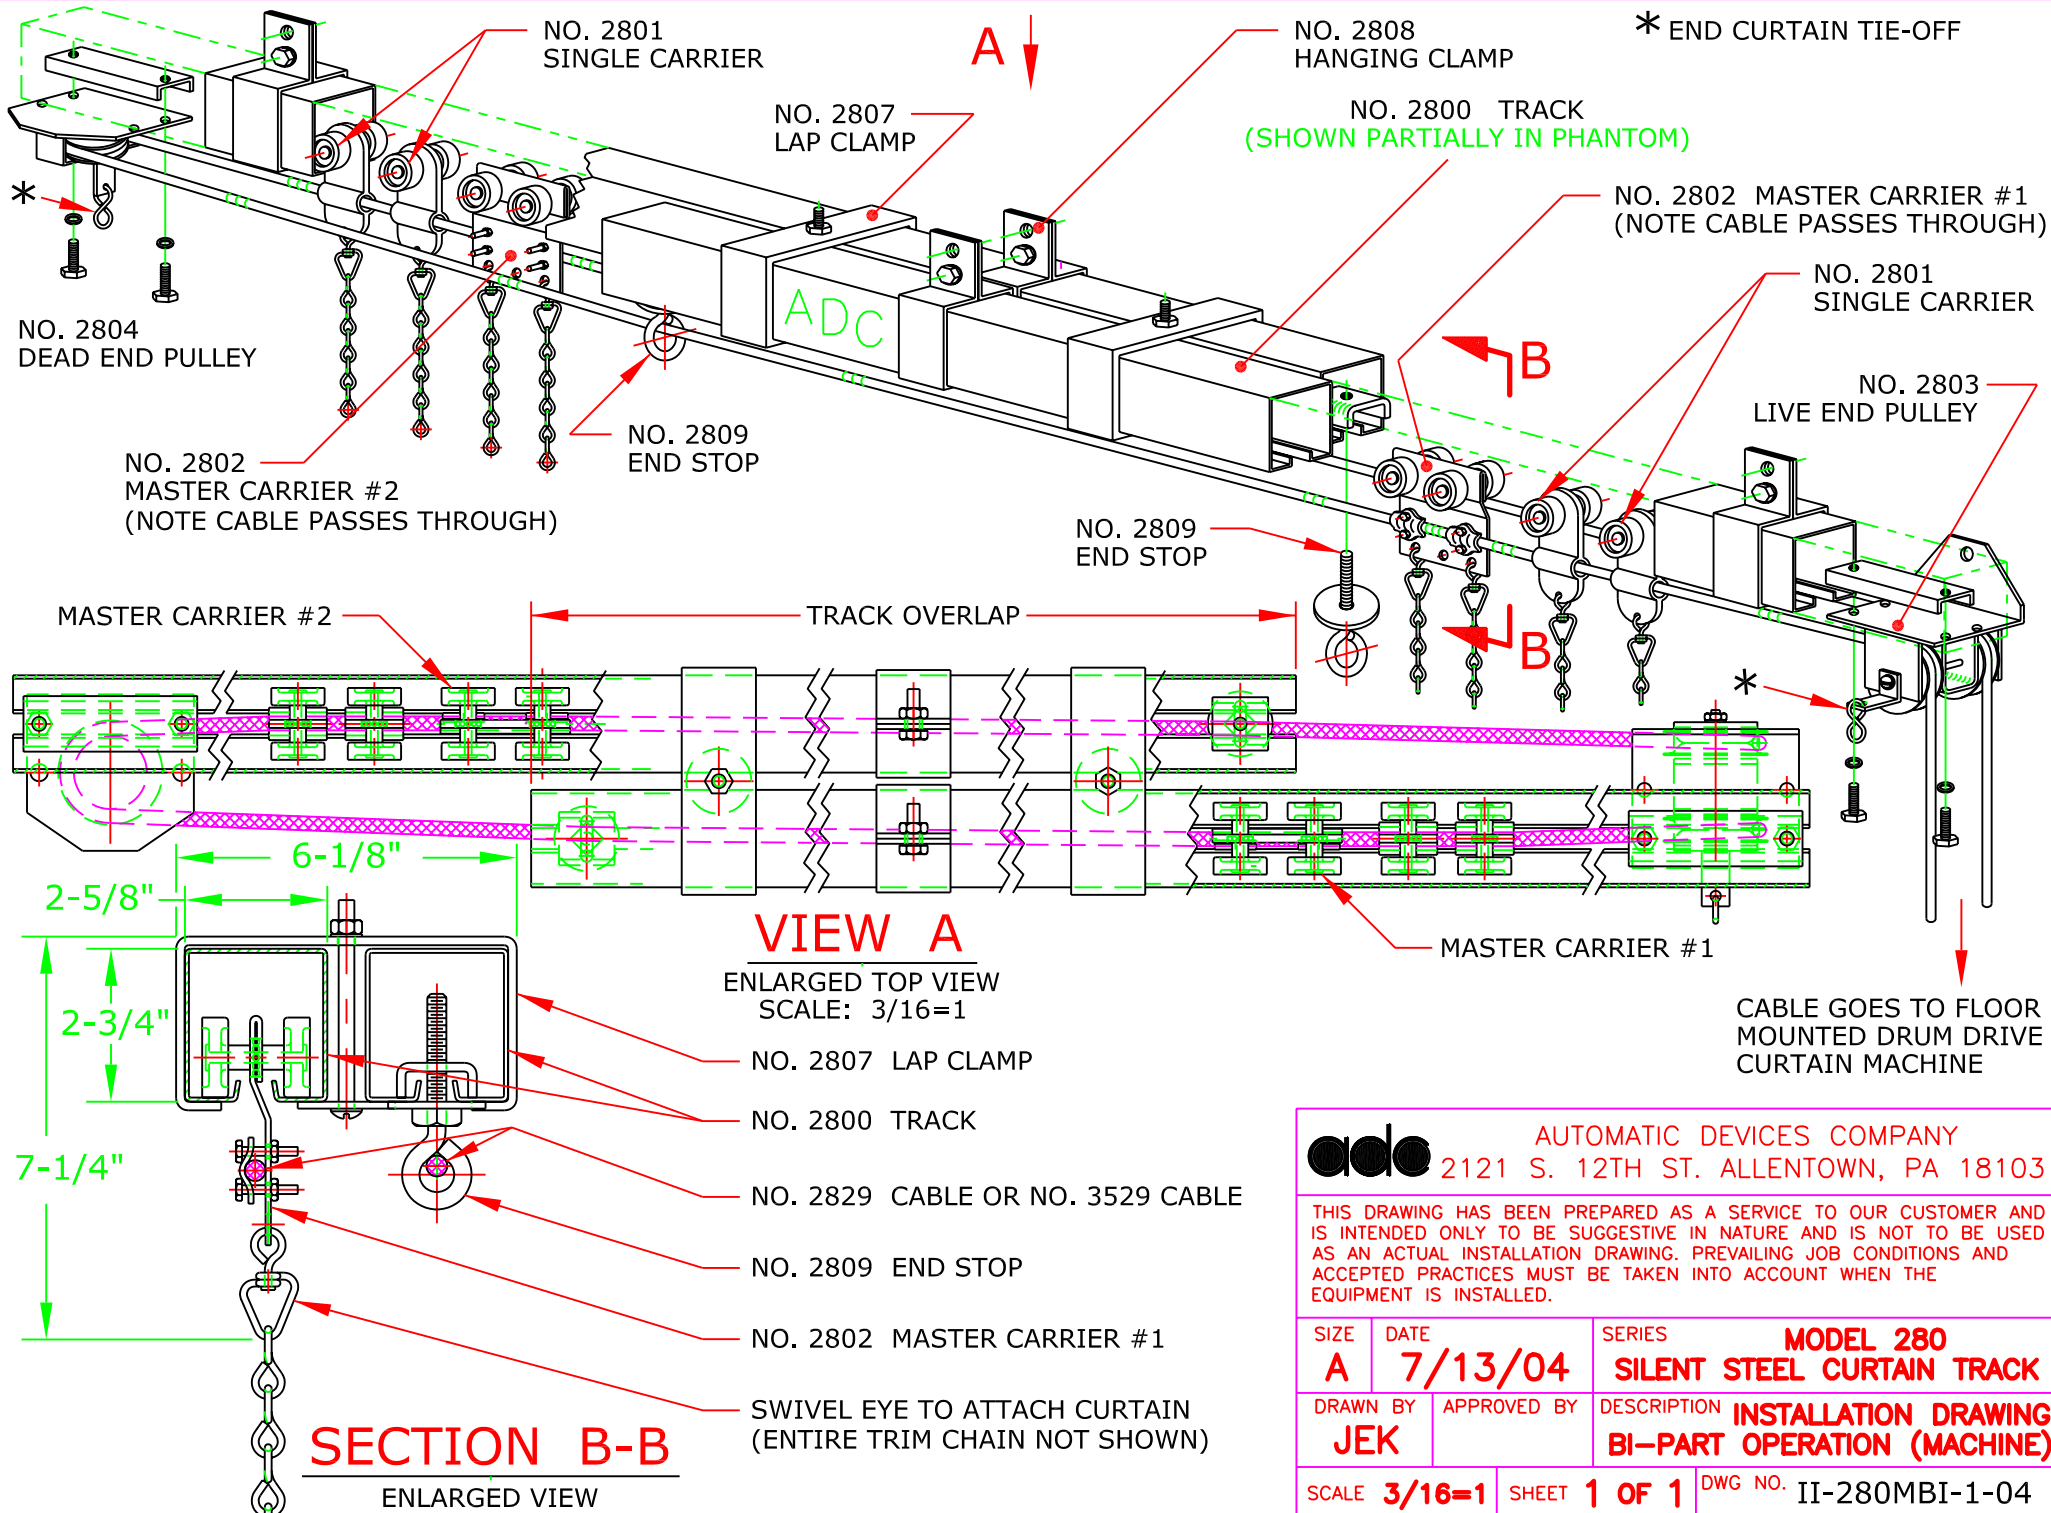 NO. 2801
SINGLE CARRIER
A
NO. 2808
HANGING CLAMP
* END CURTAIN TIE-OFF
NO. 2807
LAP CLAMP
NO. 2800 TRACK
(SHOWN PARTIALLY IN PHANTOM)
*
NO. 2802 MASTER CARRIER #1
(NOTE CABLE PASSES THROUGH)
NO. 2801
SINGLE CARRIER
ADC
NO. 2804
DEAD END PULLEY
B
NO. 2803
LIVE END PULLEY
NO. 2809
END STOP
NO. 2802
MASTER CARRIER #2
(NOTE CABLE PASSES THROUGH)
NO. 2809
END STOP
MASTER CARRIER #2
TRACK OVERLAP
B
*
6-1/8"
2-5/8"
VIEW A
ENLARGED TOP VIEW
SCALE: 3/16=1
MASTER CARRIER #1
2-3/4"
CABLE GOES TO FLOOR
MOUNTED DRUM DRIVE
CURTAIN MACHINE
NO. 2807 LAP CLAMP
NO. 2800 TRACK
7-1/4"
NO. 2829 CABLE OR NO. 3529 CABLE
NO. 2809 END STOP
NO. 2802 MASTER CARRIER #1
SWIVEL EYE TO ATTACH CURTAIN
(ENTIRE TRIM CHAIN NOT SHOWN)
SECTION B-B
ENLARGED VIEW
adc
AUTOMATIC DEVICES COMPANY
2121 S. 12TH ST. ALLENTOWN, PA 18103
THIS DRAWING HAS BEEN PREPARED AS A SERVICE TO OUR CUSTOMER AND
IS INTENDED ONLY TO BE SUGGESTIVE IN NATURE AND IS NOT TO BE USED
AS AN ACTUAL INSTALLATION DRAWING. PREVAILING JOB CONDITIONS AND
ACCEPTED PRACTICES MUST BE TAKEN INTO ACCOUNT WHEN THE
EQUIPMENT IS INSTALLED.
SIZE
A
DATE
7/13/04
SERIES
MODEL 280
SILENT STEEL CURTAIN TRACK
DRAWN BY
JEK
APPROVED BY
DESCRIPTION INSTALLATION DRAWING
BI-PART OPERATION (MACHINE)
SCALE 3/16=1
SHEET 1 OF 1
DWG NO. II-280MBI-1-04